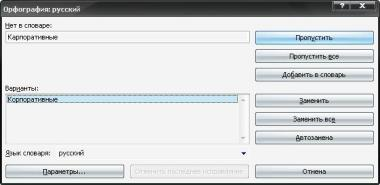 Орфография: русский
Нет в словаре:
Карпоративные
Пропустить
Пропустить все
Добавить в словарь
Варианты:
Корпоративные
Заменить
Заменить все
Автозамена
Язык словаря: русский
Параметры...
Отменить последнее исправление
Отмена